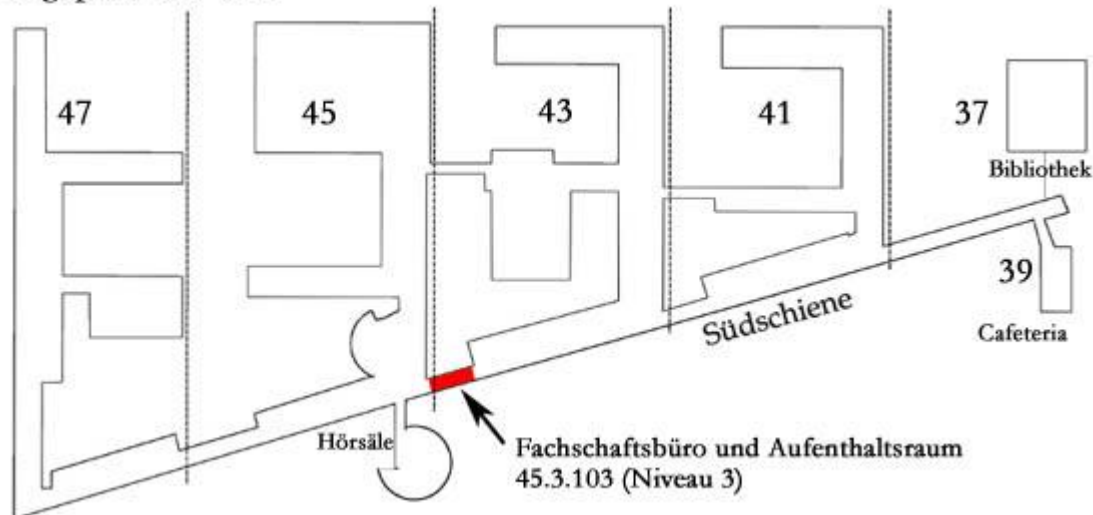 47
45
43
41
37
Bibliothek
39
Südschiene
Cafeteria
Hörsäle
Fachschaftsbüro und Aufenthaltsraum
45.3.103 (Niveau 3)